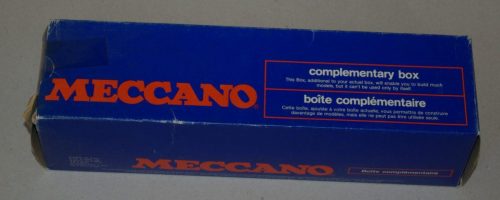 MECCANO
complementary box
This Box, additional to your actual box, will enable you to build much
models, but it can't be used only by itself.
boîte complémentaire
Cette boîte, ajoutée à votre boîte actuelle, vous permettra de construire
davantage de modèles, mais elle ne peut pas être utilisée seule.
MECCANO
Boîte complémentaire